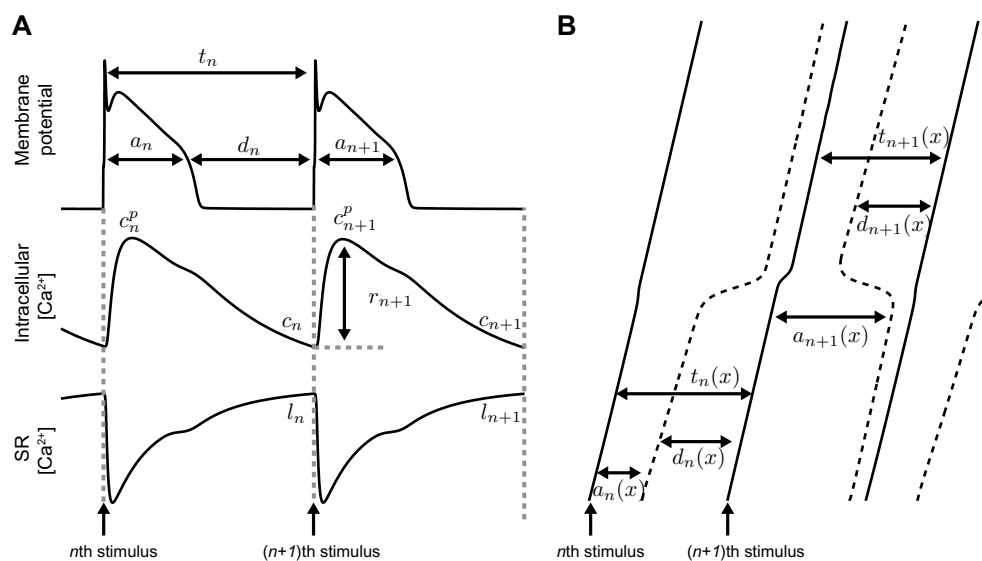 A
Membrane
potential
t_n
a_n
d_n
a_{n+1}
Intracellular
[Ca²⁺]
c_n^p
c_{n+1}^p
r_{n+1}
c_n
c_{n+1}
SR
[Ca²⁺]
l_n
l_{n+1}
nth stimulus
(n+1)th stimulus
B
t_{n+1}(x)
d_{n+1}(x)
a_{n+1}(x)
t_n(x)
d_n(x)
a_n(x)
nth stimulus
(n+1)th stimulus